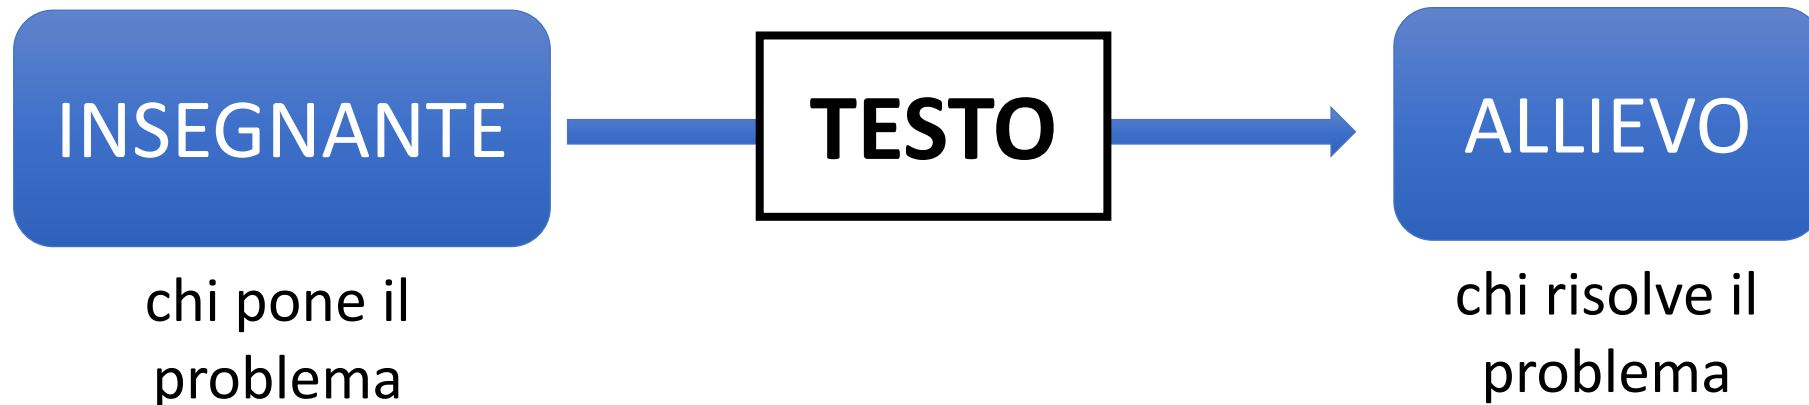 INSEGNANTE
TESTO
ALLIEVO
chi pone il
problema
chi risolve il
problema